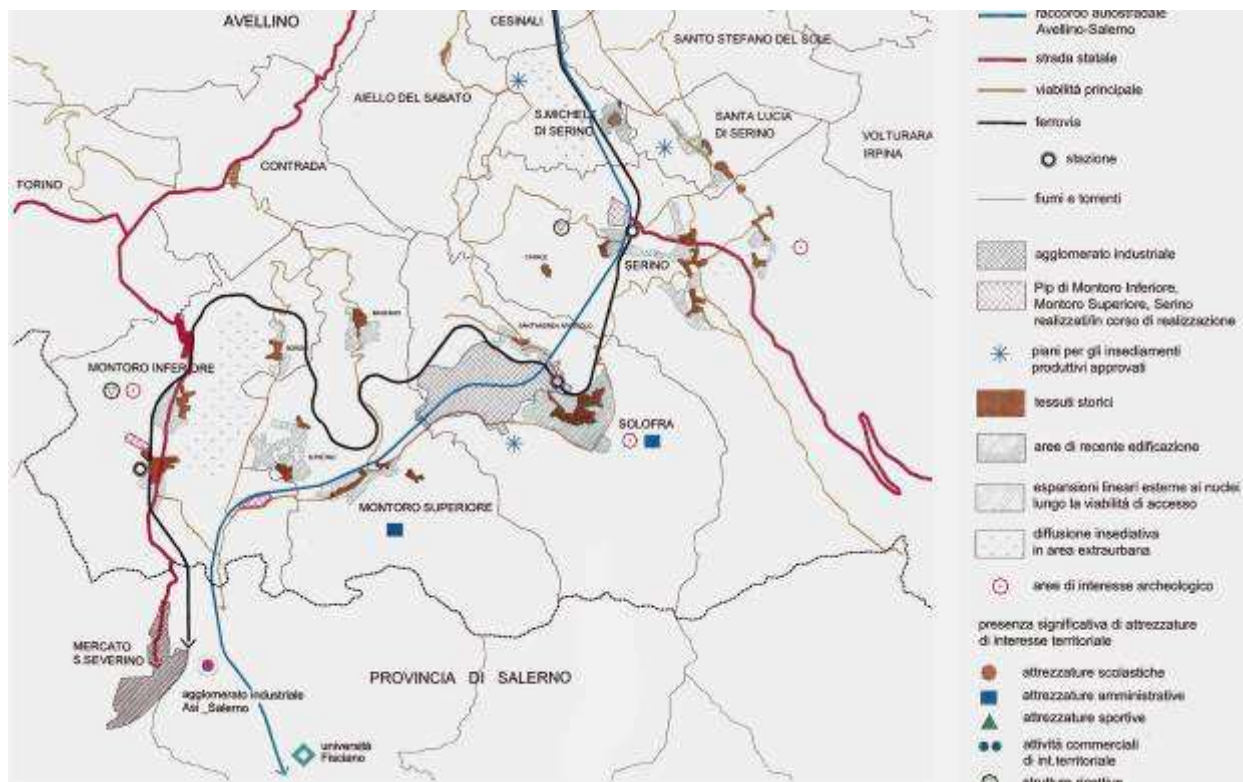 AVELLINO
CESINALI
SANTO STEFANO DEL SOLE
AIELLO DEL SABATO
S.MICHELE
DI SERINO
SANTA LUCIA
DI SERINO
VOLTURARA
IRPINA
CONTRADA
FORINO
SERINO
MONTORO INFERIORE
SOLOFRA
MONTORO SUPERIORE
MERCATO
S.SEVERINO
PROVINCIA DI SALERNO
agglomerato industriale
Asi _Salerno
università
Fisciano
raccordo autostradale
Avellino-Salerno
strada statale
viabilità principale
ferrovia
stazione
fiumi e torrenti
agglomerato industriale
Pip di Montoro Inferiore,
Montoro Superiore, Serino
realizzati/in corso di realizzazione
piani per gli insediamenti
produttivi approvati
tessuti storici
aree di recente edificazione
espansioni lineari esterne ai nuclei
lungo la viabilità di accesso
diffusione insediativa
in area extraurbana
aree di interesse archeologico
presenza significativa di attrezzature
di interesse territoriale
attrezzature scolastiche
attrezzature amministrative
attrezzature sportive
attività commerciali
di int.territoriale